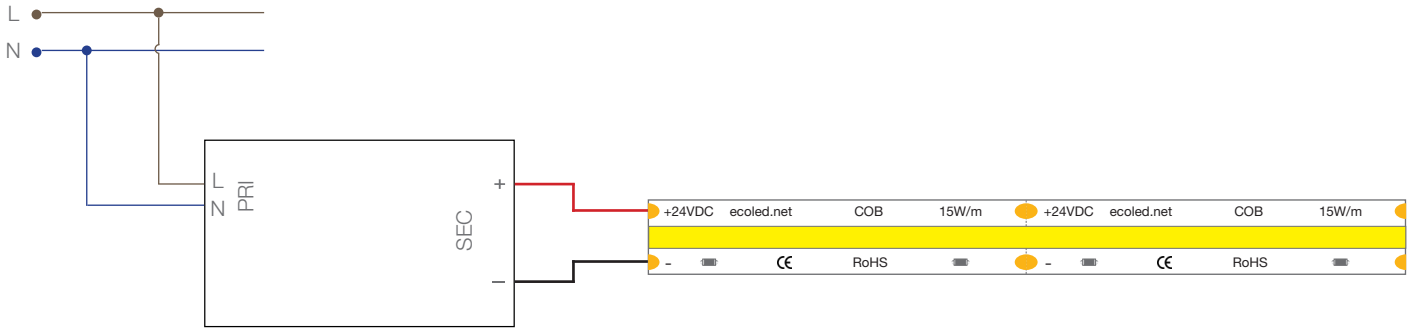 L
N
L
N
PRI
SEC
+
–
+24VDC ecoled.net COB 15W/m +24VDC ecoled.net COB 15W/m
- CE RoHS - CE RoHS